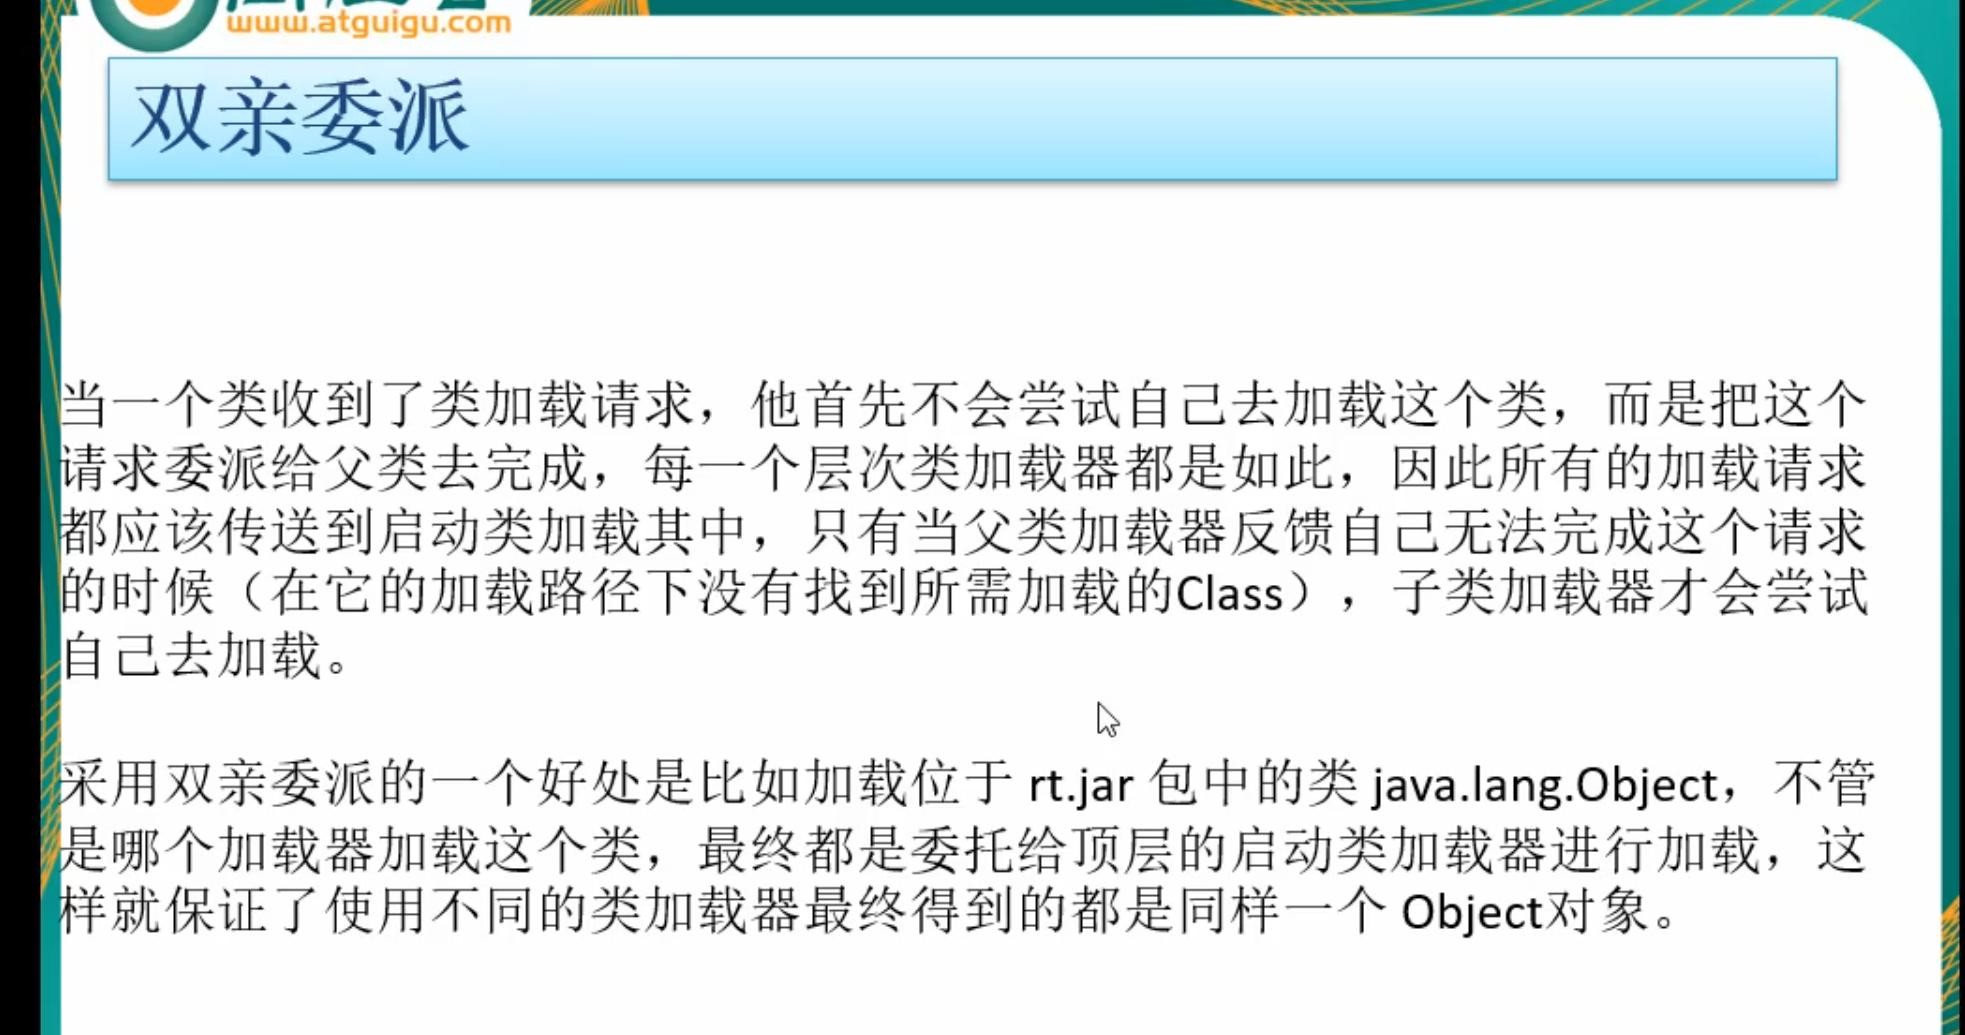 www.atguigu.com
双亲委派
当一个类收到了类加载请求，他首先不会尝试自己去加载这个类，而是把这个
请求委派给父类去完成，每一个层次类加载器都是如此，因此所有的加载请求
都应该传送到启动类加载其中，只有当父类加载器反馈自己无法完成这个请求
的时候（在它的加载路径下没有找到所需加载的Class），子类加载器才会尝试
自己去加载。
采用双亲委派的一个好处是比如加载位于 rt.jar 包中的类 java.lang.Object，不管
是哪个加载器加载这个类，最终都是委托给顶层的启动类加载器进行加载，这
样就保证了使用不同的类加载器最终得到的都是同样一个 Object对象。